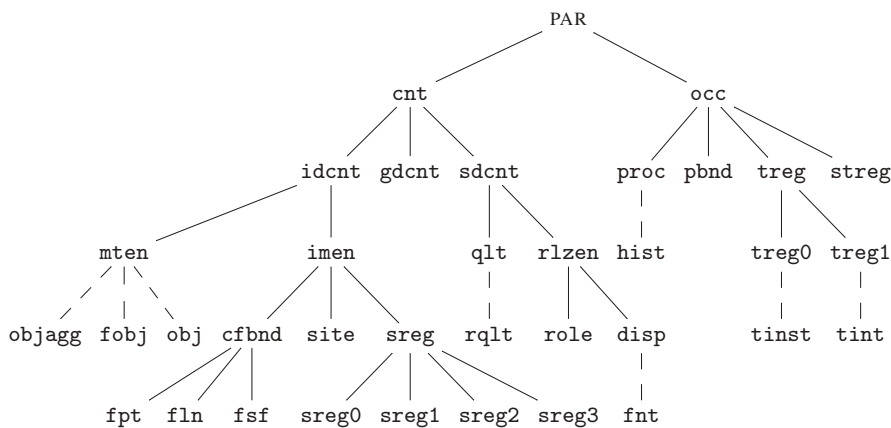 PAR
cnt occ
idcnt gdcnt sdcnt proc pbnd treg streg
mten imen qlt rlzen hist treg0 treg1
objagg fobj obj cfbnd site sreg rqlt role disp tinst tint
fpt fln fsf sreg0 sreg1 sreg2 sreg3 fnt